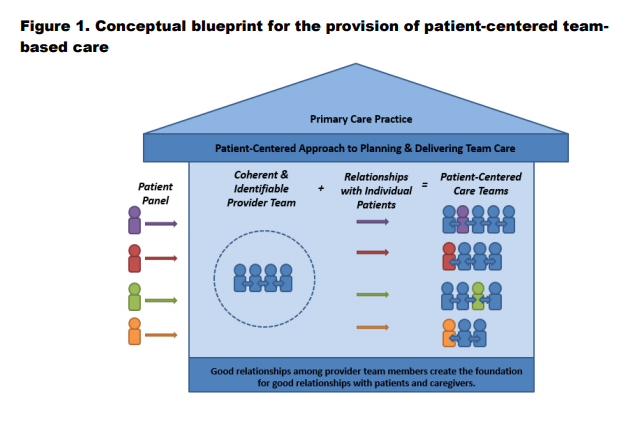 Figure 1. Conceptual blueprint for the provision of patient-centered team-
based care
Primary Care Practice
Patient-Centered Approach to Planning & Delivering Team Care
Patient
Panel
Coherent &
Identifiable
Provider Team
+
Relationships
with Individual
Patients
=
Patient-Centered
Care Teams
Good relationships among provider team members create the foundation
for good relationships with patients and caregivers.